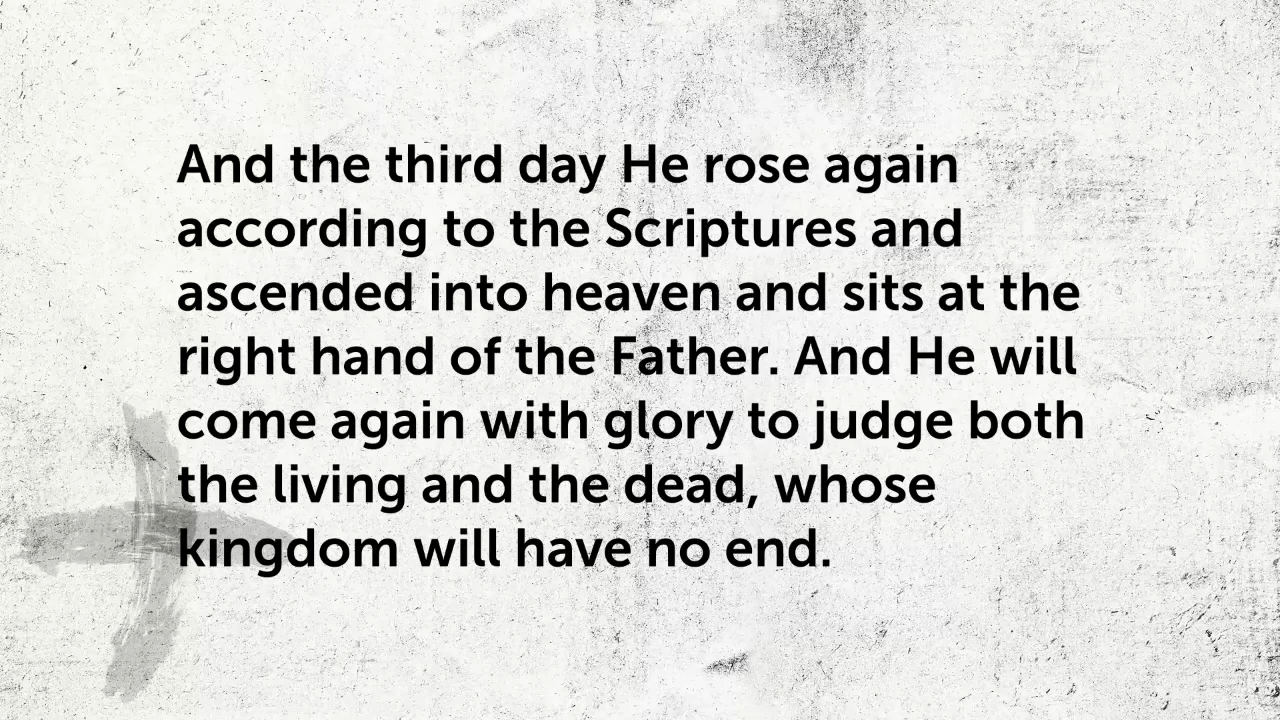 And the third day He rose again
according to the Scriptures and
ascended into heaven and sits at the
right hand of the Father. And He will
come again with glory to judge both
the living and the dead, whose
kingdom will have no end.